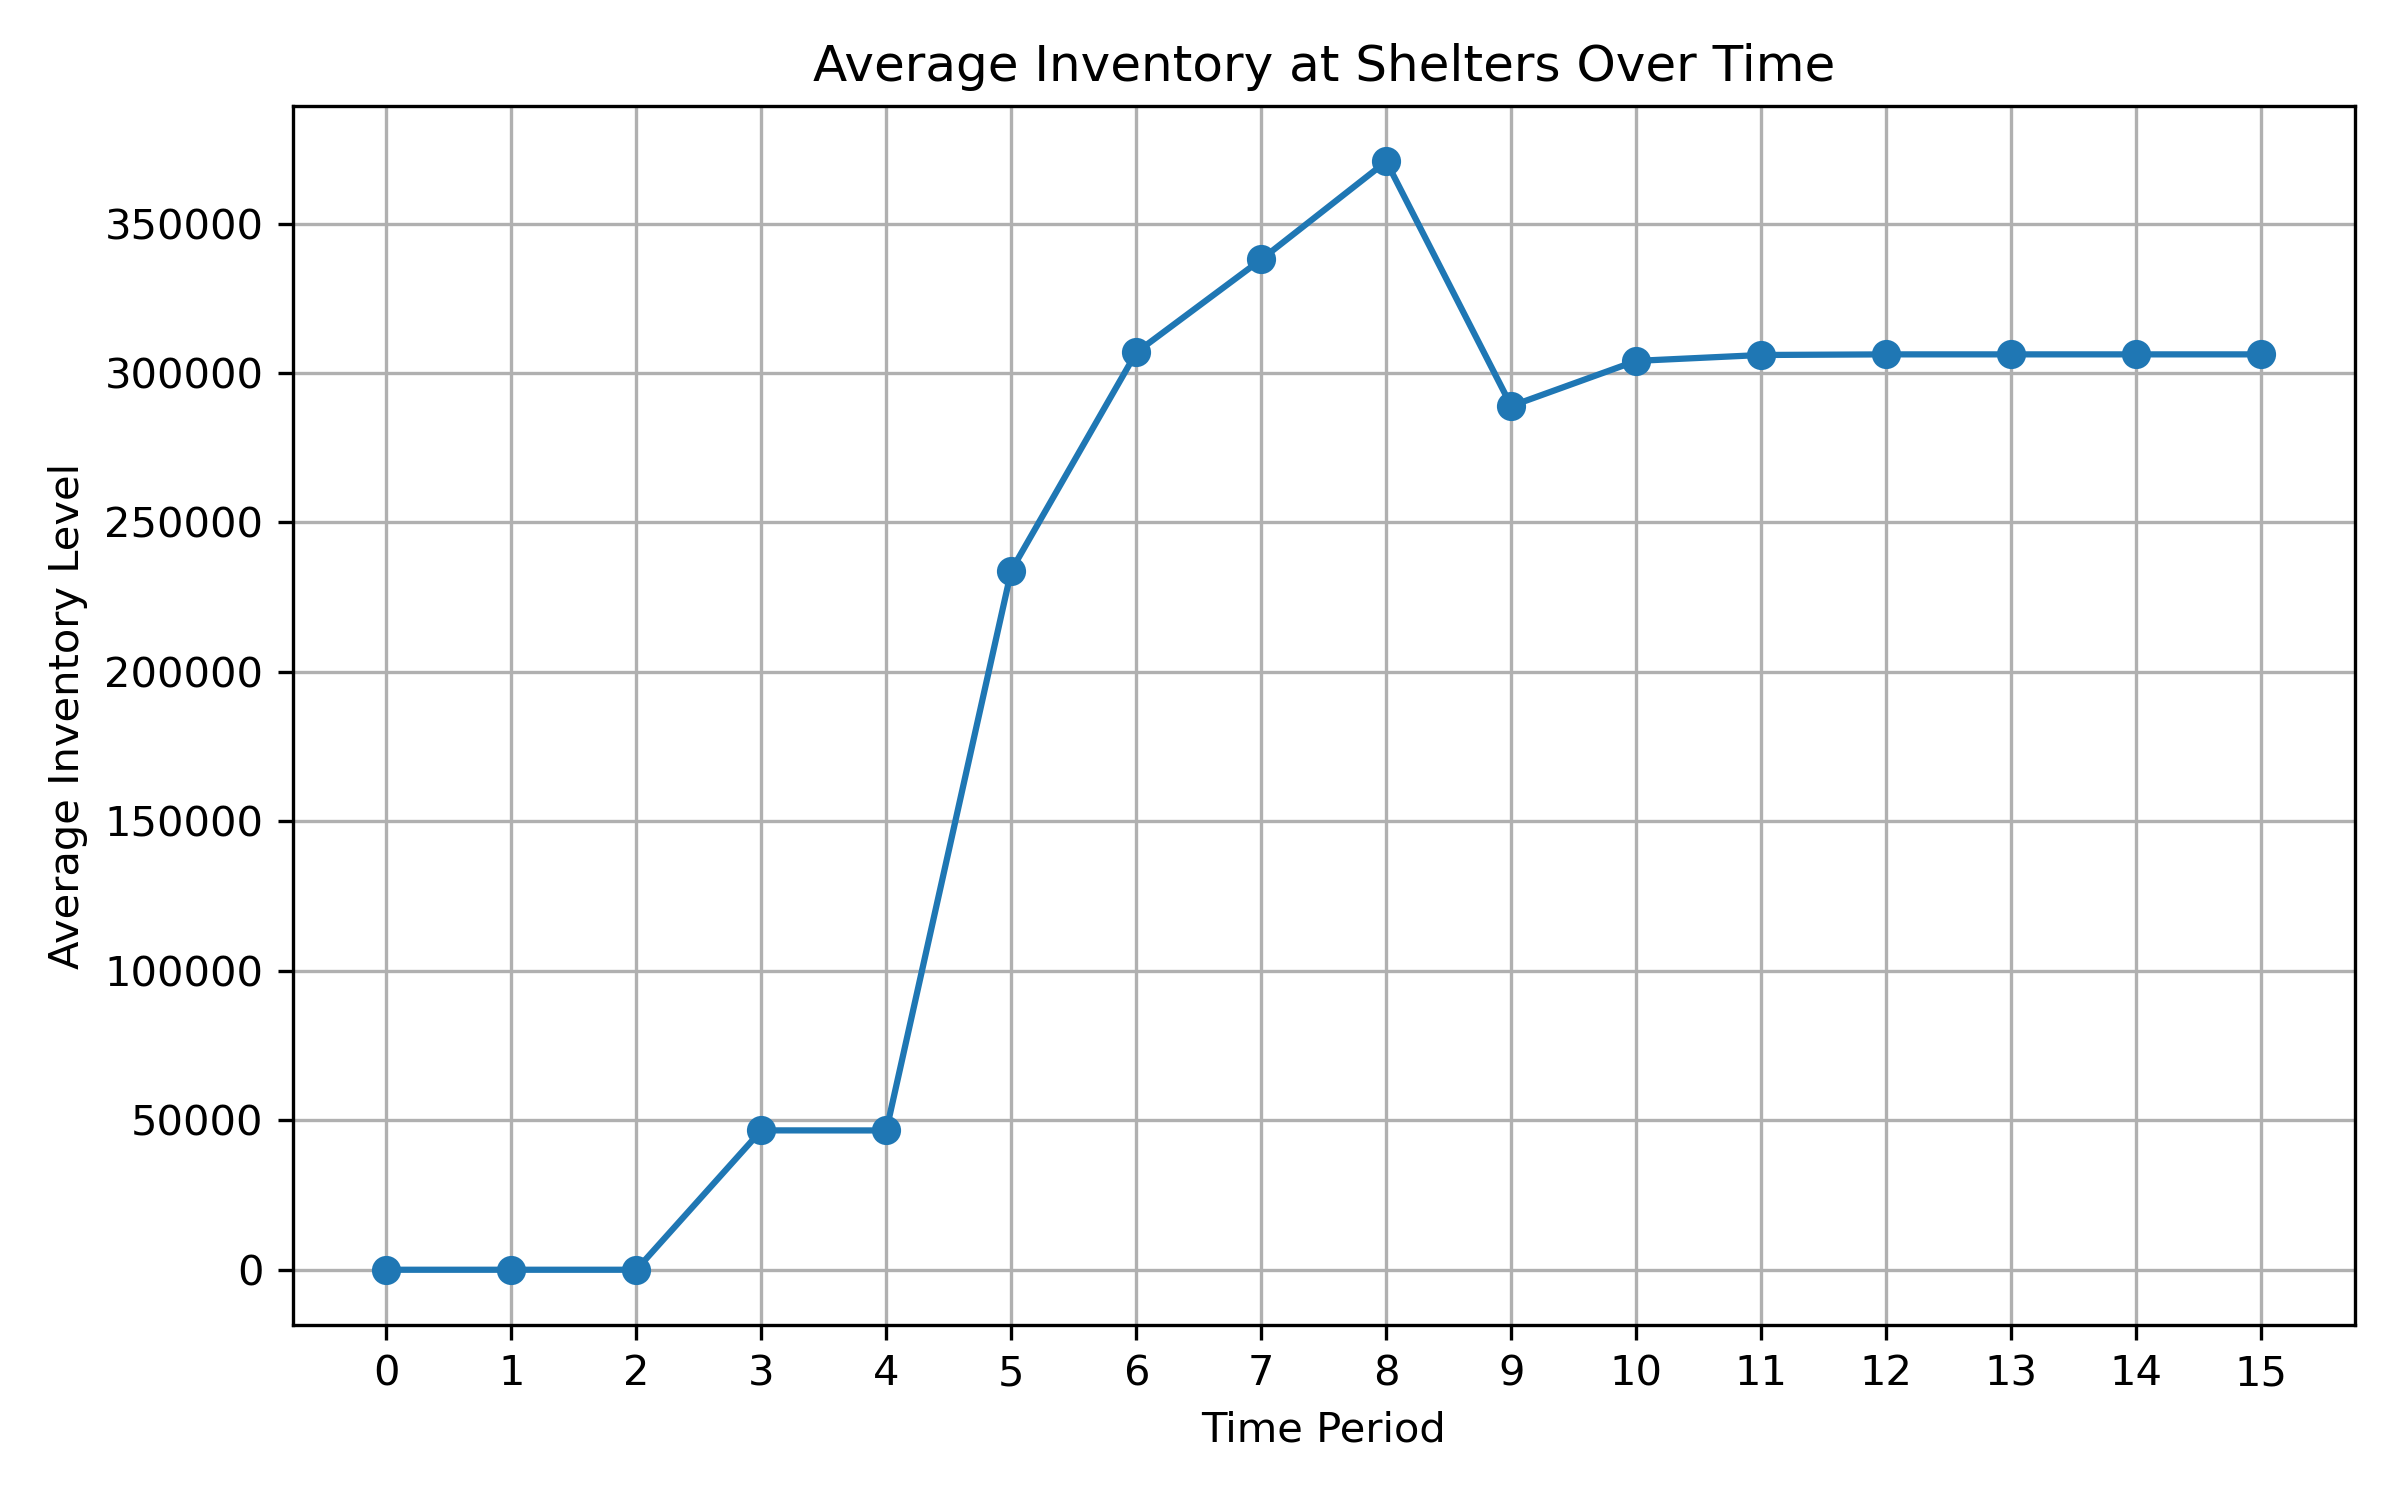 Average Inventory at Shelters Over Time
Average Inventory Level
350000
300000
250000
200000
150000
100000
50000
0
0 1 2 3 4 5 6 7 8 9 10 11 12 13 14 15
Time Period